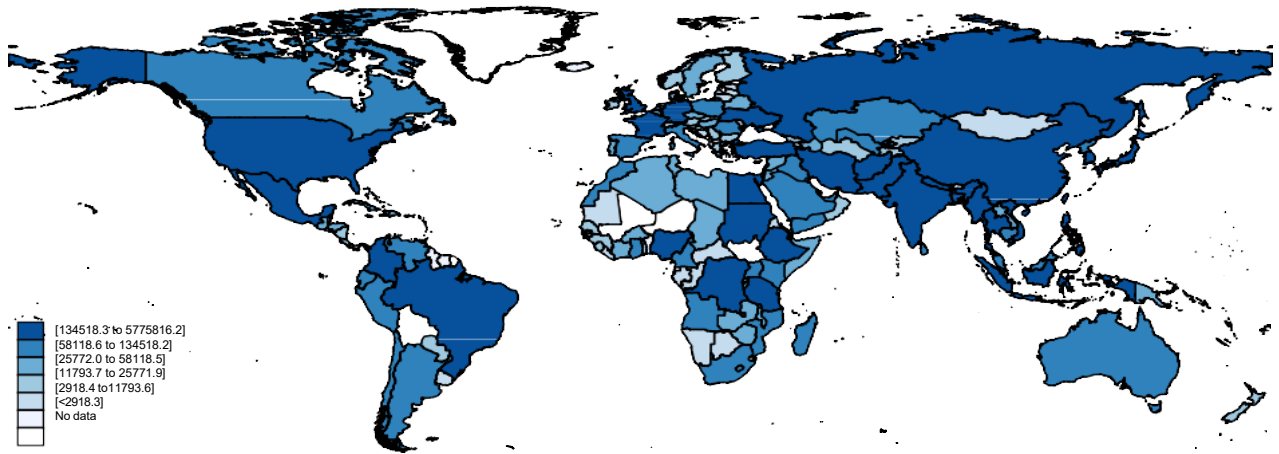 [134518.3 to 5775816.2]
[58118.6 to 134518.2]
[25772.0 to 58118.5]
[11793.7 to 25771.9]
[2918.4 to11793.6]
[<2918.3]
No data